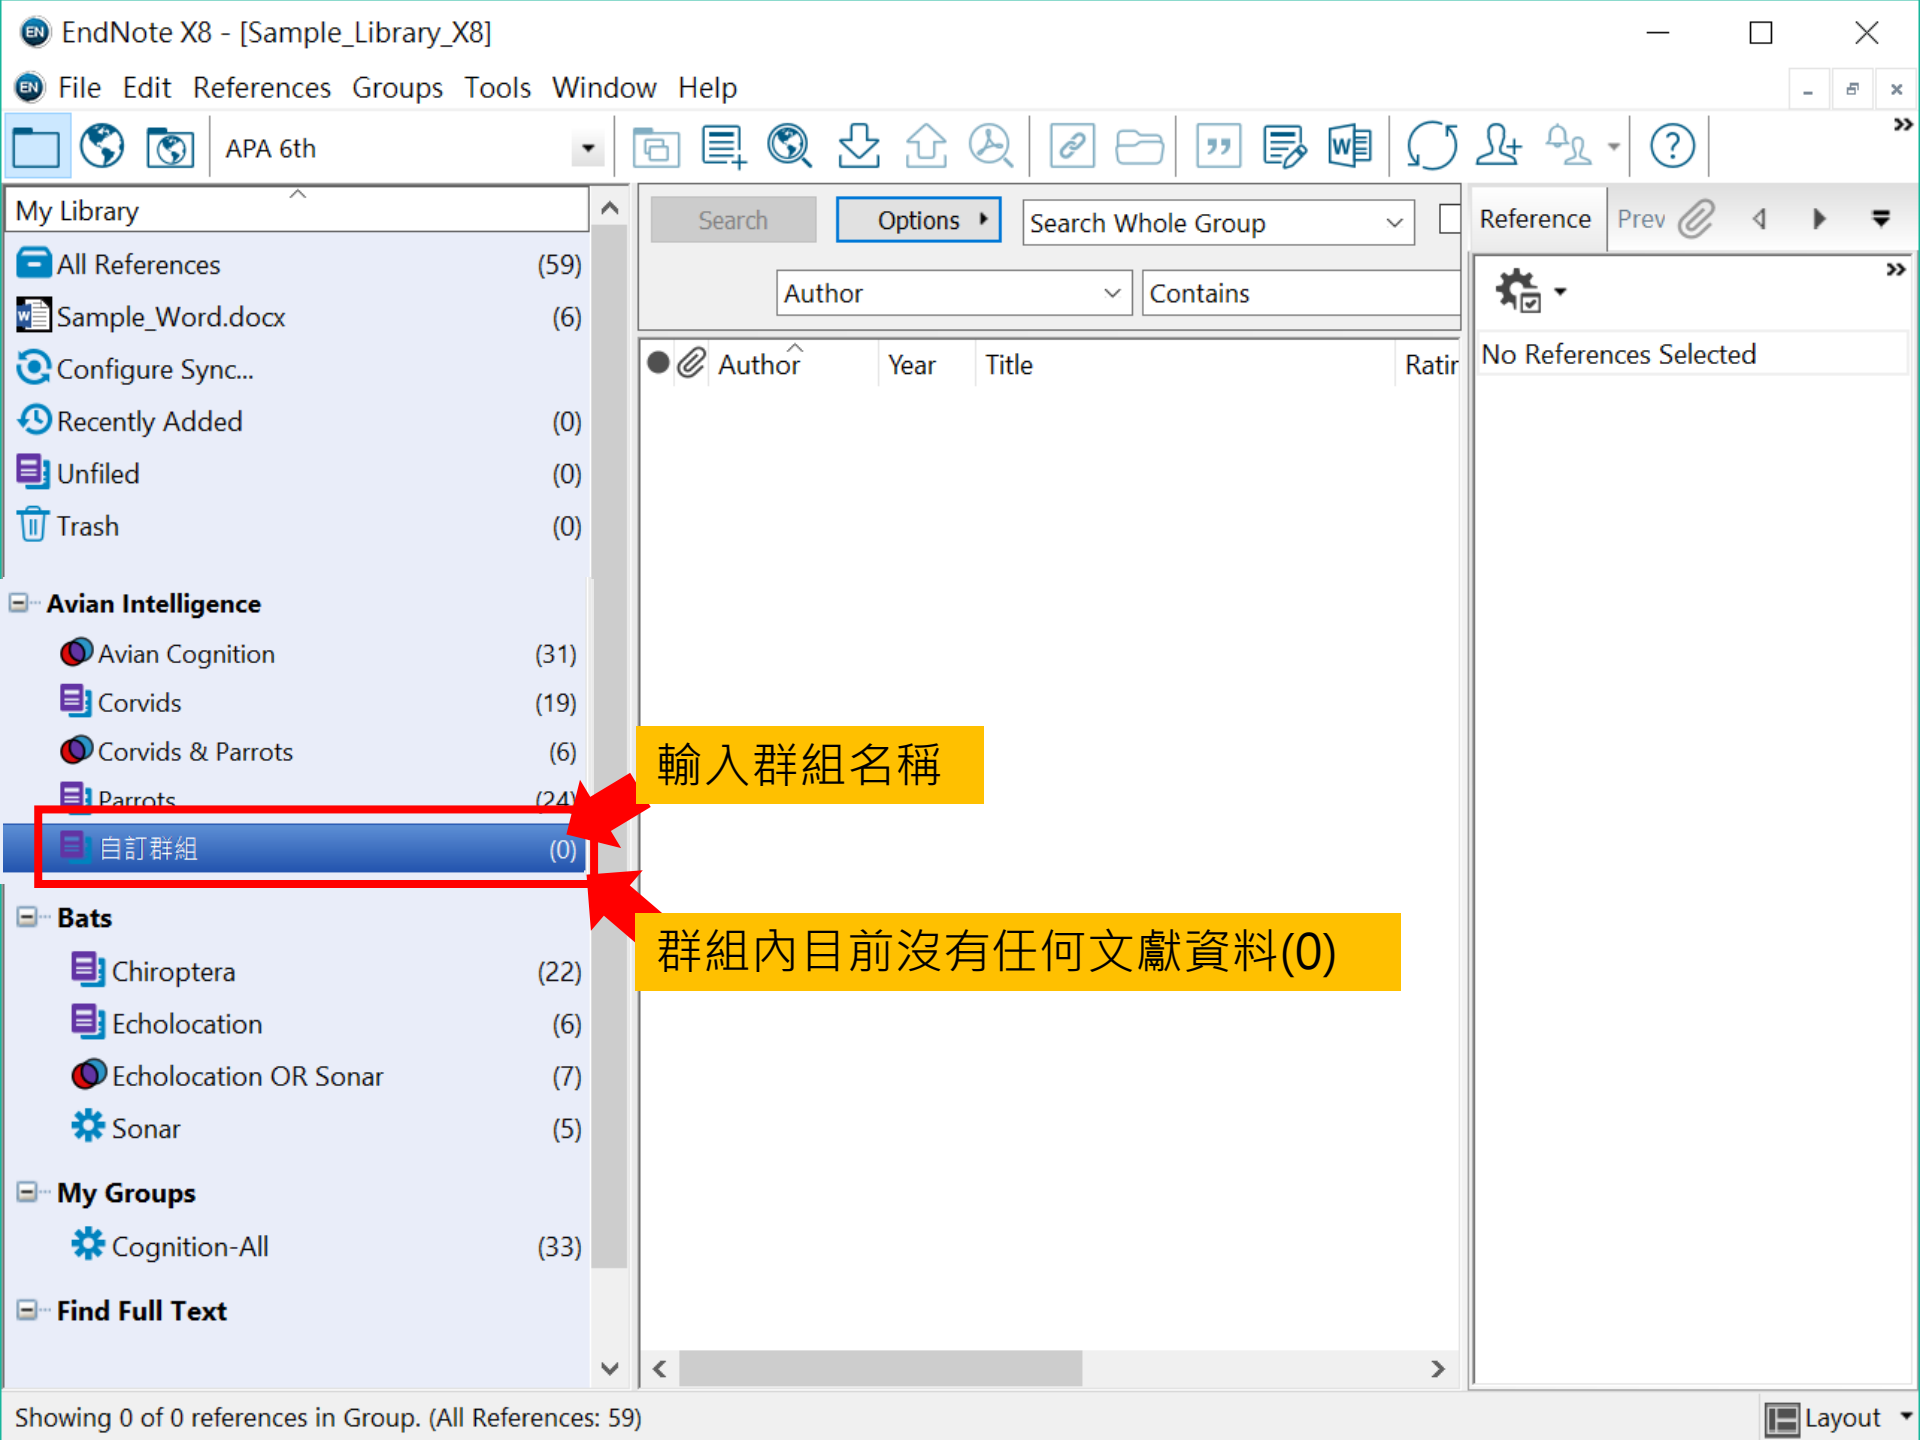 EndNote X8 - [Sample_Library_X8]
File Edit References Groups Tools Window Help
APA 6th
My Library
All References (59)
Sample_Word.docx (6)
Configure Sync...
Recently Added (0)
Unfiled (0)
Trash (0)
Avian Intelligence
Avian Cognition (31)
Corvids (19)
Corvids & Parrots (6)
Parrots (24)
自訂群組 (0)
Bats
Chiroptera (22)
Echolocation (6)
Echolocation OR Sonar (7)
Sonar (5)
My Groups
Cognition-All (33)
Find Full Text
Search Options Search Whole Group
Author Contains
Author Year Title Ratin
輸入群組名稱
群組內目前沒有任何文獻資料(0)
Reference Prev
No References Selected
Showing 0 of 0 references in Group. (All References: 59)
Layout